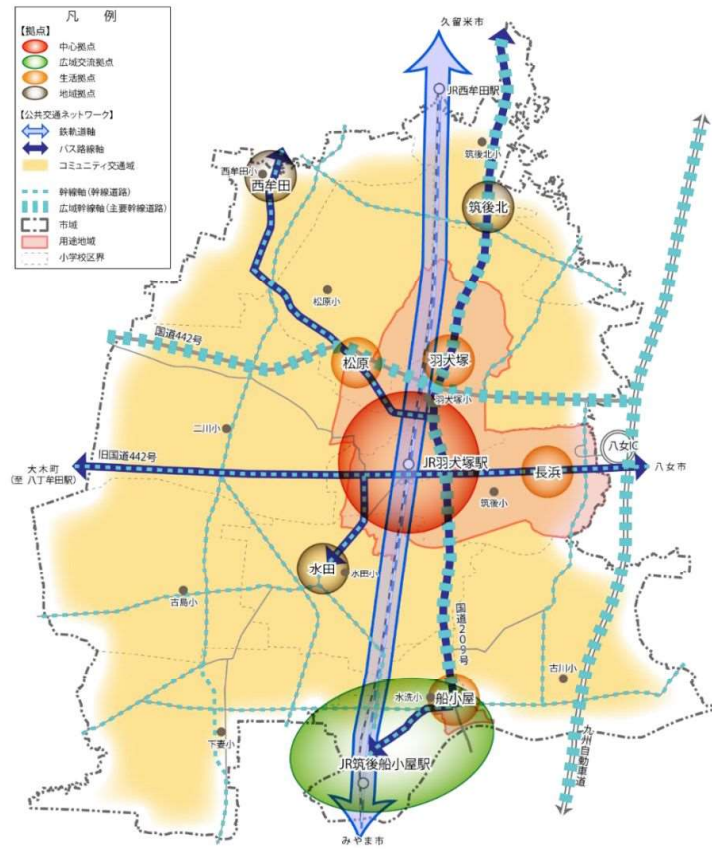 凡 例
【拠点】
中心拠点
広域交流拠点
生活拠点
地域拠点
【公共交通ネットワーク】
鉄軌道軸
バス路線軸
コミュニティ交通域
幹線軸(幹線道路)
広域幹線軸(主要幹線道路)
市域
用途地域
小学校区界
久留米市
JR西牟田駅
筑後北小
西牟田小
西牟田
筑後北
松原小
国道442号
松原
羽犬塚
羽犬塚小
二川小
旧国道442号
大木町
(至 八丁牟田駅)
JR羽犬塚駅
長浜
八女IC
八女市
筑後小
水田
水田小
古島小
国道209号
古川小
水洗小
船小屋
下妻小
JR筑後船小屋駅
九州自動車道
みやま市